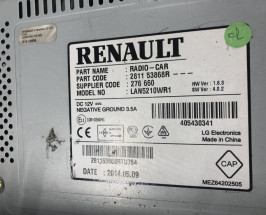 RENAULT
PART NAME : RADIO-CAR
PART CODE : 2811 53868R
SUPPLIER CODE : 276 660
HW Ver : 1.6.3
MODEL NO : LAN5210WR1
SW Ver : 4.0.2
DC 12V
NEGATIVE GROUND 3.5A
405430341
LG Electronics
Made in China
DATE : 2014.05.09
CAP
MEZ64202505